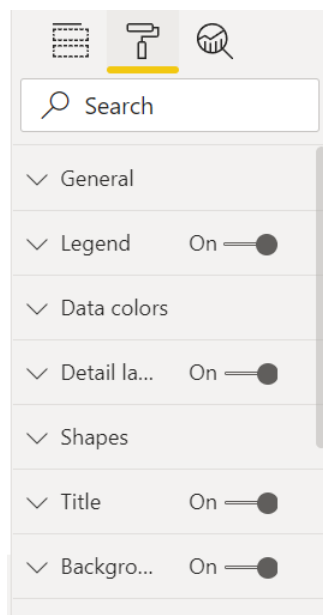 Search
General
Legend On
Data colors
Detail la... On
Shapes
Title On
Backgro... On